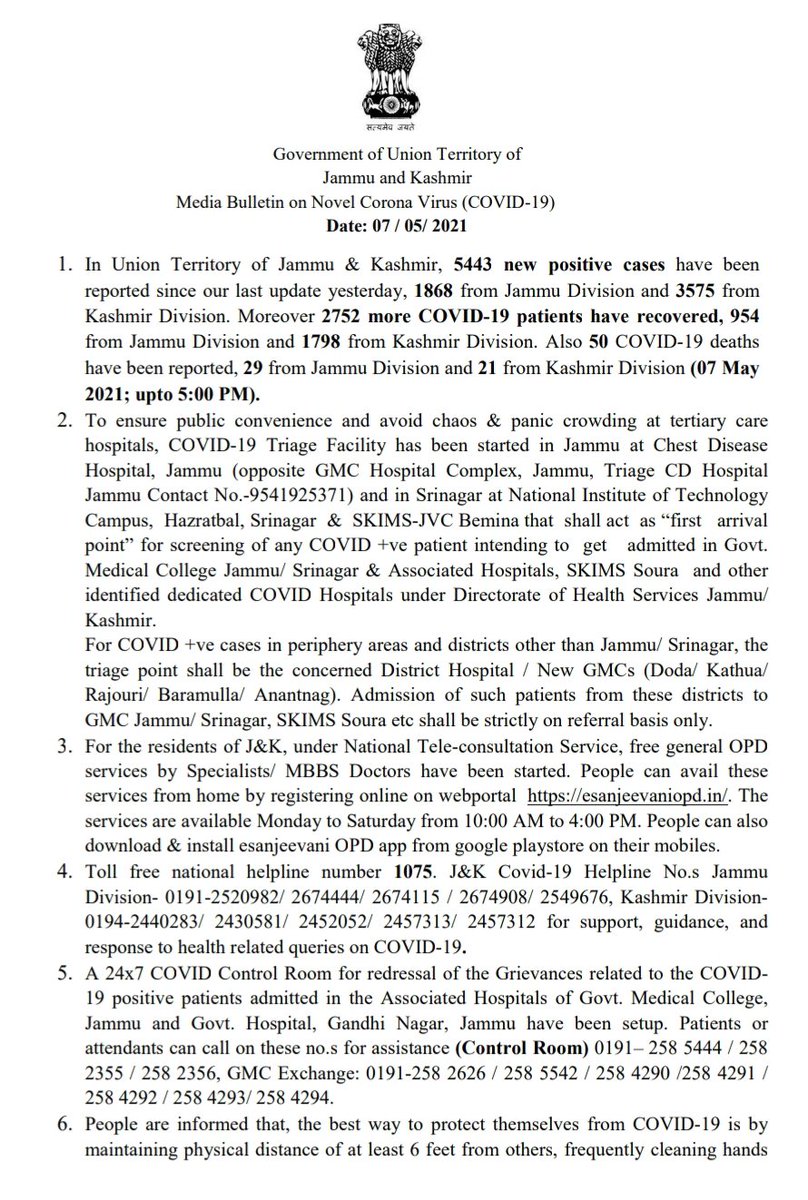 सत्यमेव जयते
Government of Union Territory of
Jammu and Kashmir
Media Bulletin on Novel Corona Virus (COVID-19)
Date: 07 / 05/ 2021
1. In Union Territory of Jammu & Kashmir, 5443 new positive cases have been
reported since our last update yesterday, 1868 from Jammu Division and 3575 from
Kashmir Division. Moreover 2752 more COVID-19 patients have recovered, 954
from Jammu Division and 1798 from Kashmir Division. Also 50 COVID-19 deaths
have been reported, 29 from Jammu Division and 21 from Kashmir Division (07 May
2021; upto 5:00 PM).
2. To ensure public convenience and avoid chaos & panic crowding at tertiary care
hospitals, COVID-19 Triage Facility has been started in Jammu at Chest Disease
Hospital, Jammu (opposite GMC Hospital Complex, Jammu, Triage CD Hospital
Jammu Contact No.-9541925371) and in Srinagar at National Institute of Technology
Campus, Hazratbal, Srinagar & SKIMS-JVC Bemina that shall act as “first arrival
point” for screening of any COVID +ve patient intending to get admitted in Govt.
Medical College Jammu/ Srinagar & Associated Hospitals, SKIMS Soura and other
identified dedicated COVID Hospitals under Directorate of Health Services Jammu/
Kashmir.
For COVID +ve cases in periphery areas and districts other than Jammu/ Srinagar, the
triage point shall be the concerned District Hospital / New GMCs (Doda/ Kathua/
Rajouri/ Baramulla/ Anantnag). Admission of such patients from these districts to
GMC Jammu/ Srinagar, SKIMS Soura etc shall be strictly on referral basis only.
3. For the residents of J&K, under National Tele-consultation Service, free general OPD
services by Specialists/ MBBS Doctors have been started. People can avail these
services from home by registering online on webportal https://esanjeevaniopd.in/. The
services are available Monday to Saturday from 10:00 AM to 4:00 PM. People can also
download & install esanjeevani OPD app from google playstore on their mobiles.
4. Toll free national helpline number 1075. J&K Covid-19 Helpline No.s Jammu
Division- 0191-2520982/ 2674444/ 2674115 / 2674908/ 2549676, Kashmir Division-
0194-2440283/ 2430581/ 2452052/ 2457313/ 2457312 for support, guidance, and
response to health related queries on COVID-19.
5. A 24x7 COVID Control Room for redressal of the Grievances related to the COVID-
19 positive patients admitted in the Associated Hospitals of Govt. Medical College,
Jammu and Govt. Hospital, Gandhi Nagar, Jammu have been setup. Patients or
attendants can call on these no.s for assistance (Control Room) 0191– 258 5444 / 258
2355 / 258 2356, GMC Exchange: 0191-258 2626 / 258 5542 / 258 4290 /258 4291 /
258 4292 / 258 4293/ 258 4294.
6. People are informed that, the best way to protect themselves from COVID-19 is by
maintaining physical distance of at least 6 feet from others, frequently cleaning hands